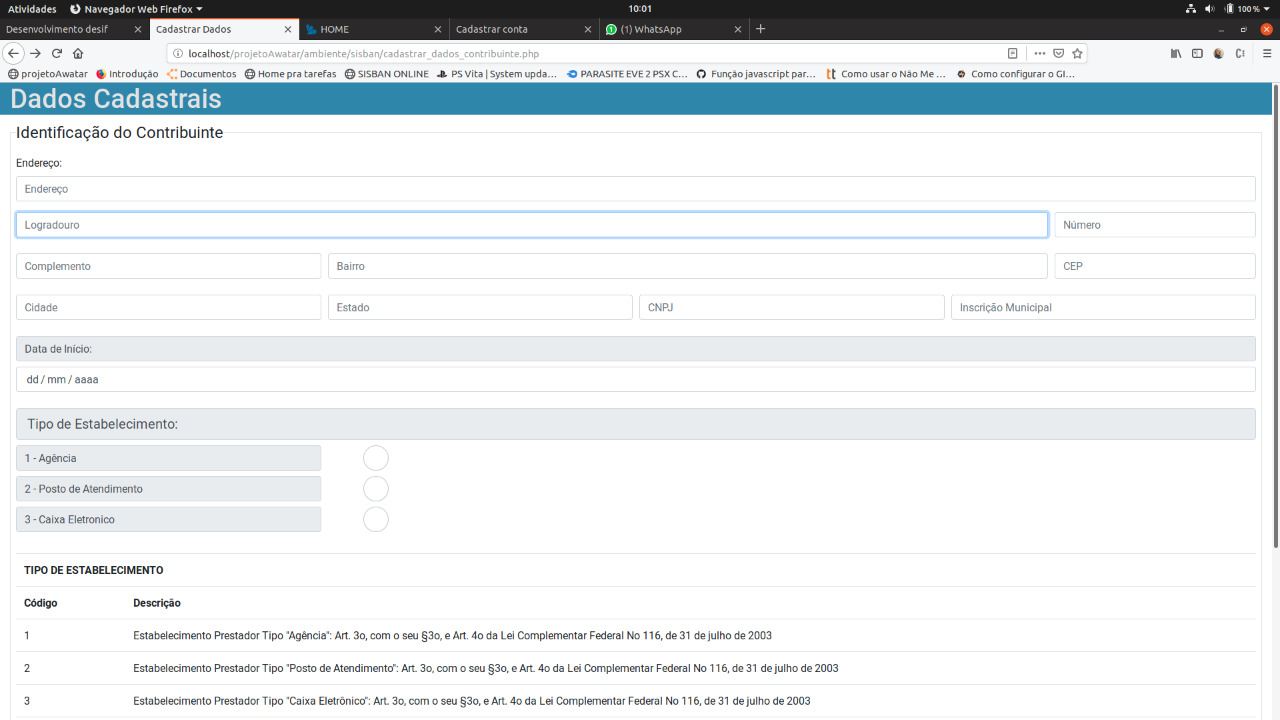 Atividades Navegador Web Firefox 10:01 100 %
Desenvolvimento desif Cadastrar Dados HOME Cadastrar conta (1) WhatsApp
localhost/projetoAwatar/ambiente/sisban/cadastrar_dados_contribuinte.php
projetoAwatar Introdução Documentos Home pra tarefas SISBAN ONLINE PS Vita | System upda… PARASITE EVE 2 PSX C… Função javascript par… Como usar o Não Me … Como configurar o GI…
Dados Cadastrais
Identificação do Contribuinte
Endereço:
Endereço
Logradouro Número
Complemento Bairro CEP
Cidade Estado CNPJ Inscrição Municipal
Data de Início:
dd / mm / aaaa
Tipo de Estabelecimento:
1 - Agência
2 - Posto de Atendimento
3 - Caixa Eletronico
TIPO DE ESTABELECIMENTO
Código Descrição
1 Estabelecimento Prestador Tipo "Agência": Art. 3o, com o seu §3o, e Art. 4o da Lei Complementar Federal No 116, de 31 de julho de 2003
2 Estabelecimento Prestador Tipo "Posto de Atendimento": Art. 3o, com o seu §3o, e Art. 4o da Lei Complementar Federal No 116, de 31 de julho de 2003
3 Estabelecimento Prestador Tipo "Caixa Eletrônico": Art. 3o, com o seu §3o, e Art. 4o da Lei Complementar Federal No 116, de 31 de julho de 2003